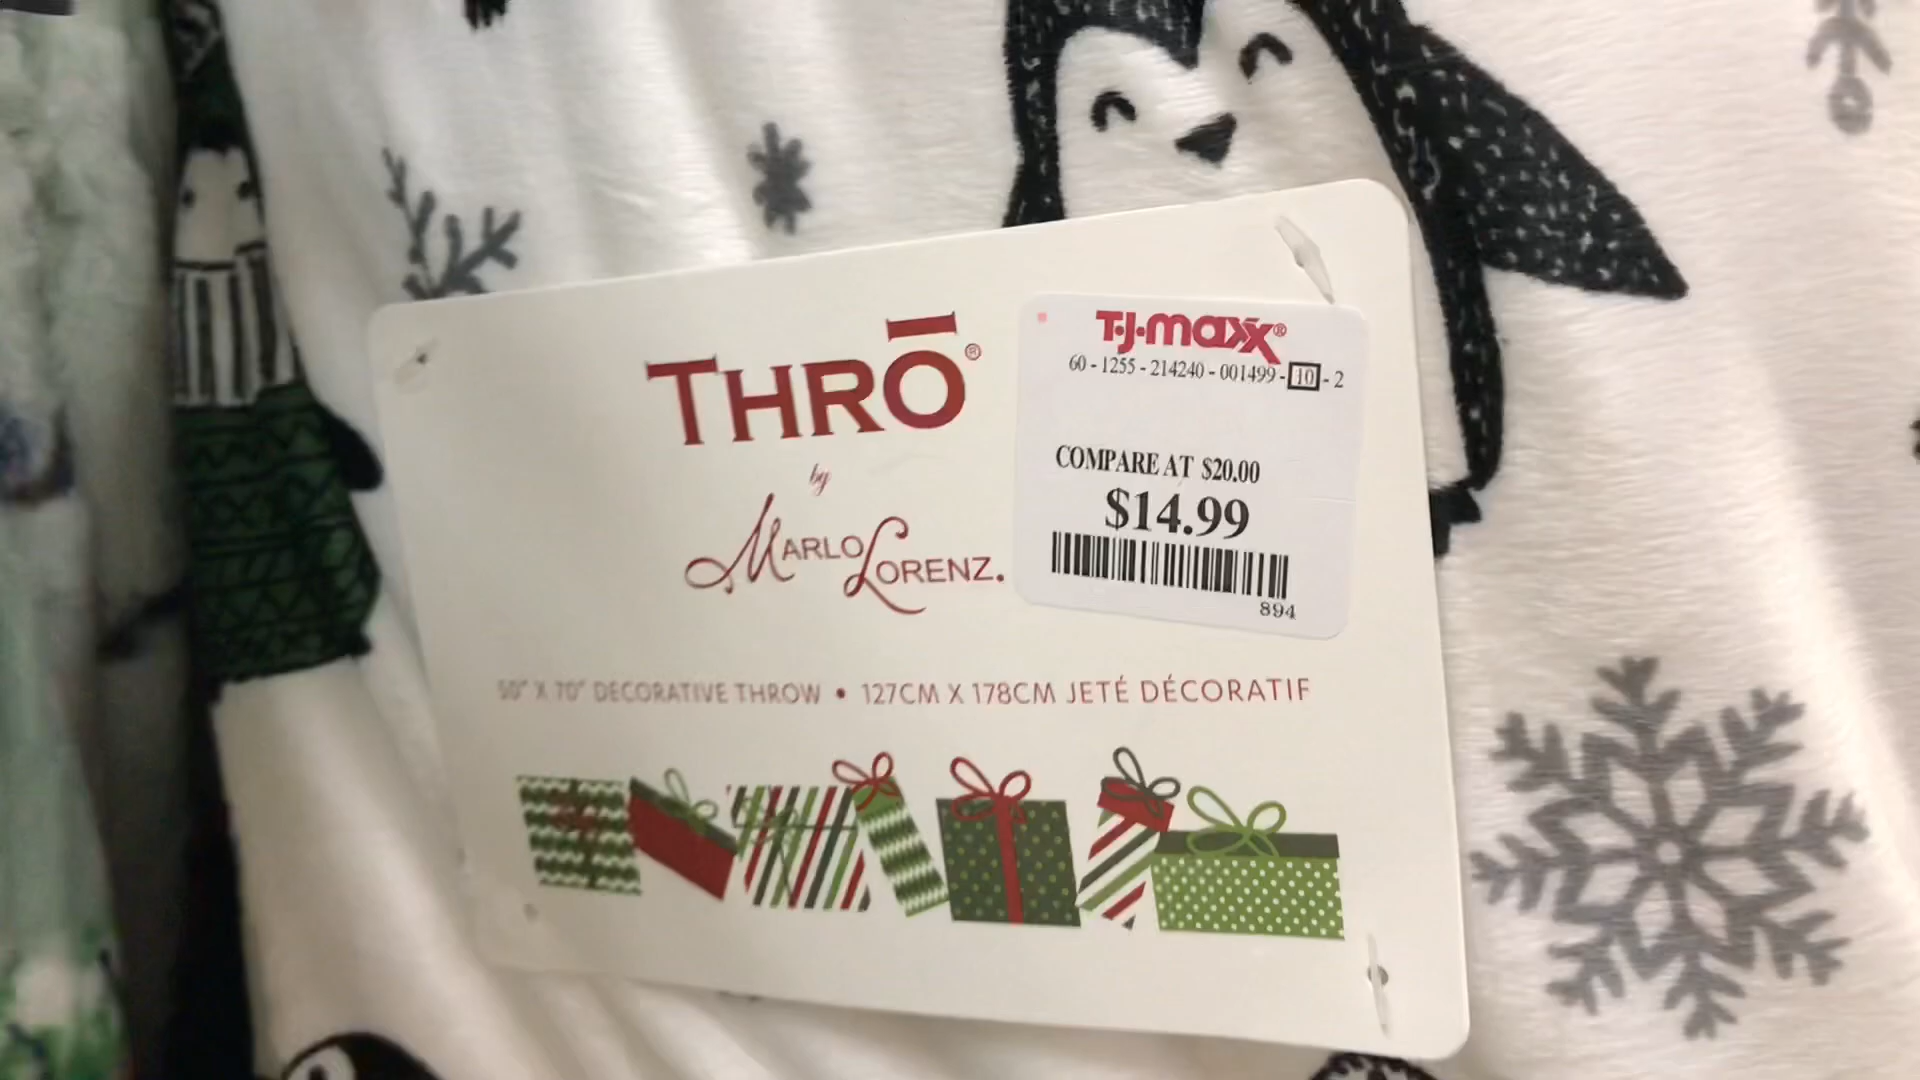 THRŌ®
by
MARLO LORENZ.
T·J·maxx®
60 - 1255 - 214240 - 001499 - 10 - 2
COMPARE AT $20.00
$14.99
894
50" X 70" DECORATIVE THROW • 127CM X 178CM JETÉ DÉCORATIF